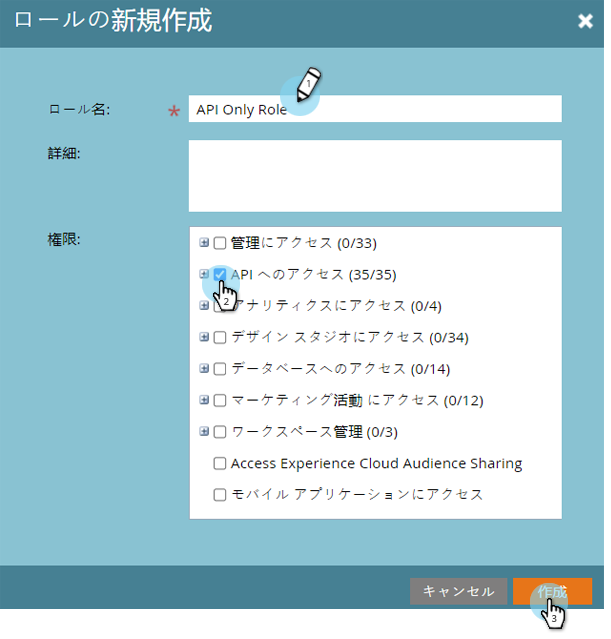 ロールの新規作成
ロール名: * API Only Role
1
詳細:
権限:
管理にアクセス (0/33)
API へのアクセス (35/35)
2
アナリティクスにアクセス (0/4)
デザイン スタジオにアクセス (0/34)
データベースへのアクセス (0/14)
マーケティング活動 にアクセス (0/12)
ワークスペース管理 (0/3)
Access Experience Cloud Audience Sharing
モバイル アプリケーションにアクセス
キャンセル 作成
3